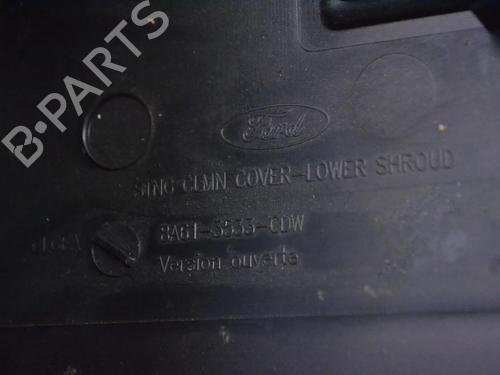 B-PARTS
Ford
STNG CLMN COVER-LOWER SHROUD
8A61-3533-CDW
Version ouverte